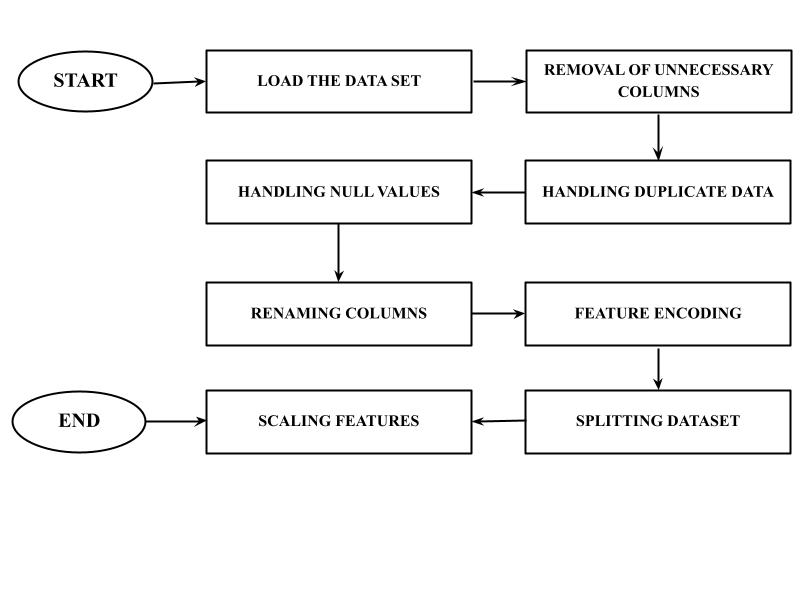 START
LOAD THE DATA SET
REMOVAL OF UNNECESSARY
COLUMNS
HANDLING DUPLICATE DATA
HANDLING NULL VALUES
RENAMING COLUMNS
FEATURE ENCODING
SPLITTING DATASET
SCALING FEATURES
END